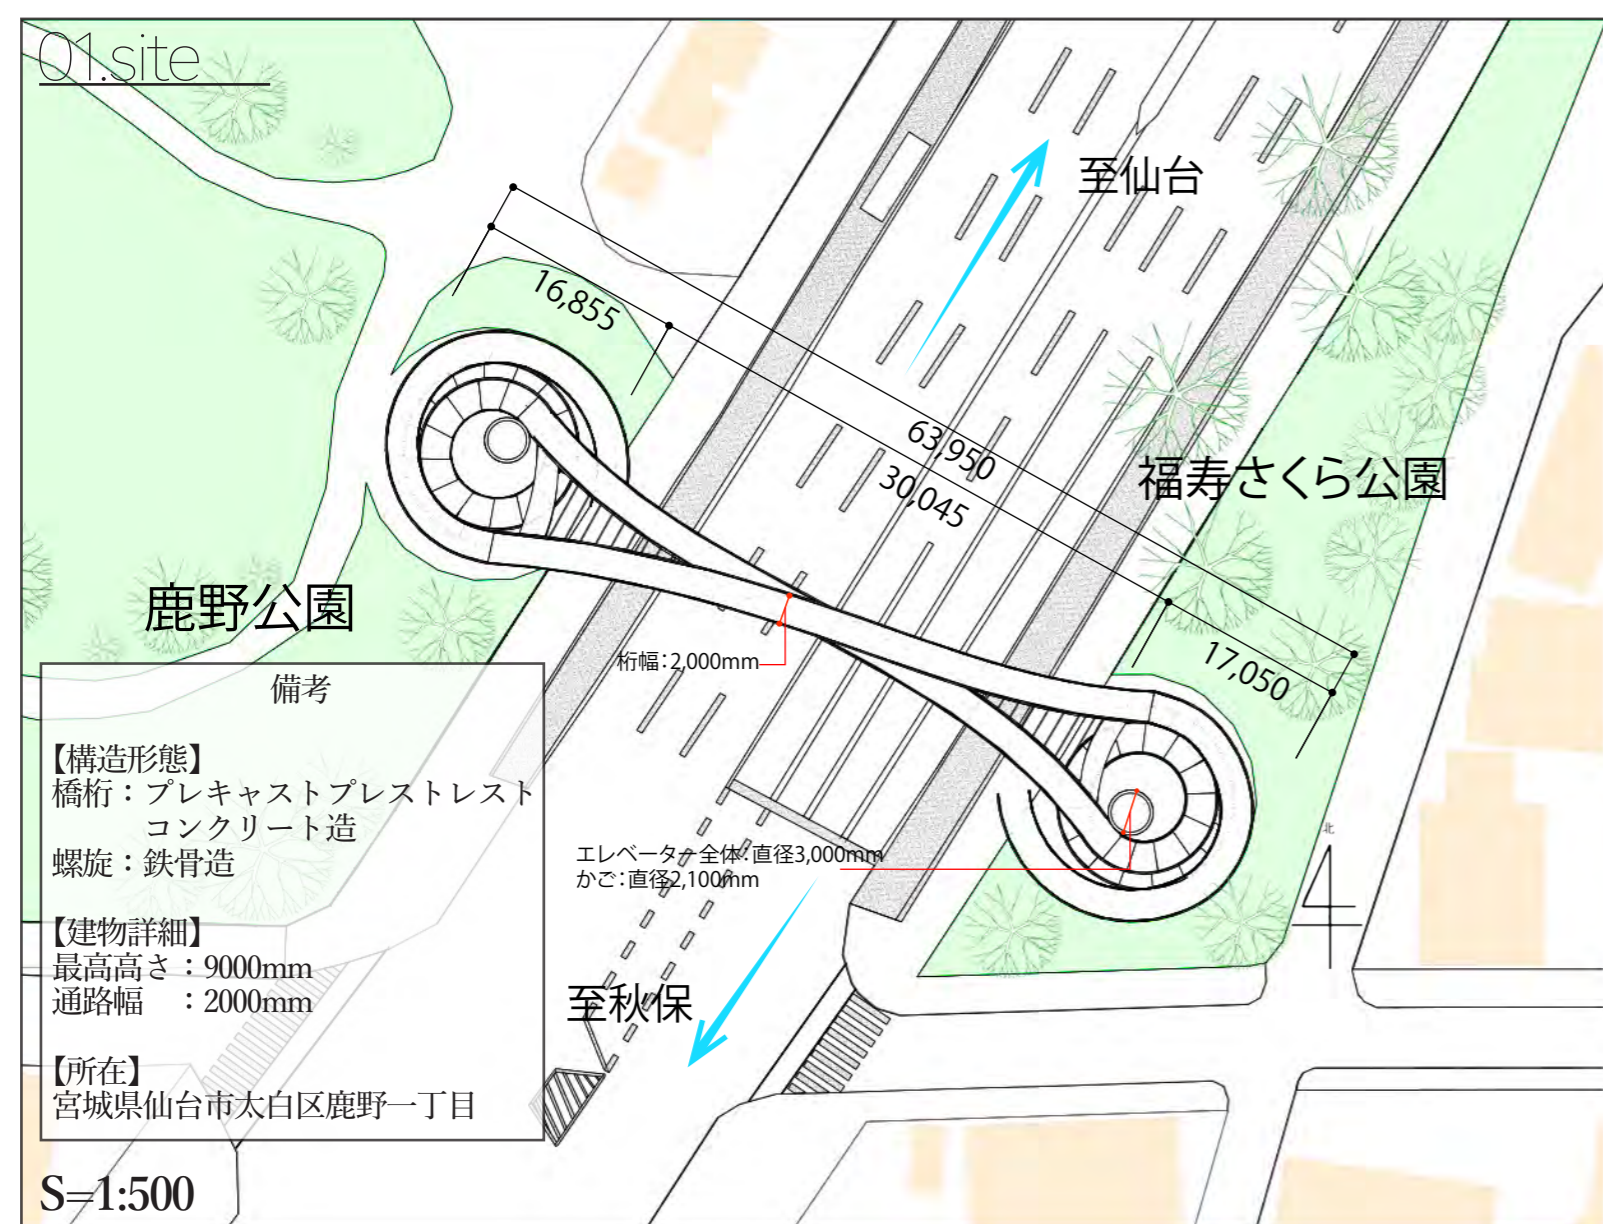 01.site
至仙台
16,855
63,950
30,045
福寿さくら公園
鹿野公園
桁幅：2,000mm
17,050
備考
【構造形態】
橋桁：プレキャストプレストレスト
コンクリート造
螺旋：鉄骨造
【建物詳細】
最高高さ：9000mm
通路幅　：2000mm
【所在】
宮城県仙台市太白区鹿野一丁目
エレベーター全体：直径3,000mm
かご：直径2,100mm
北
至秋保
S=1:500